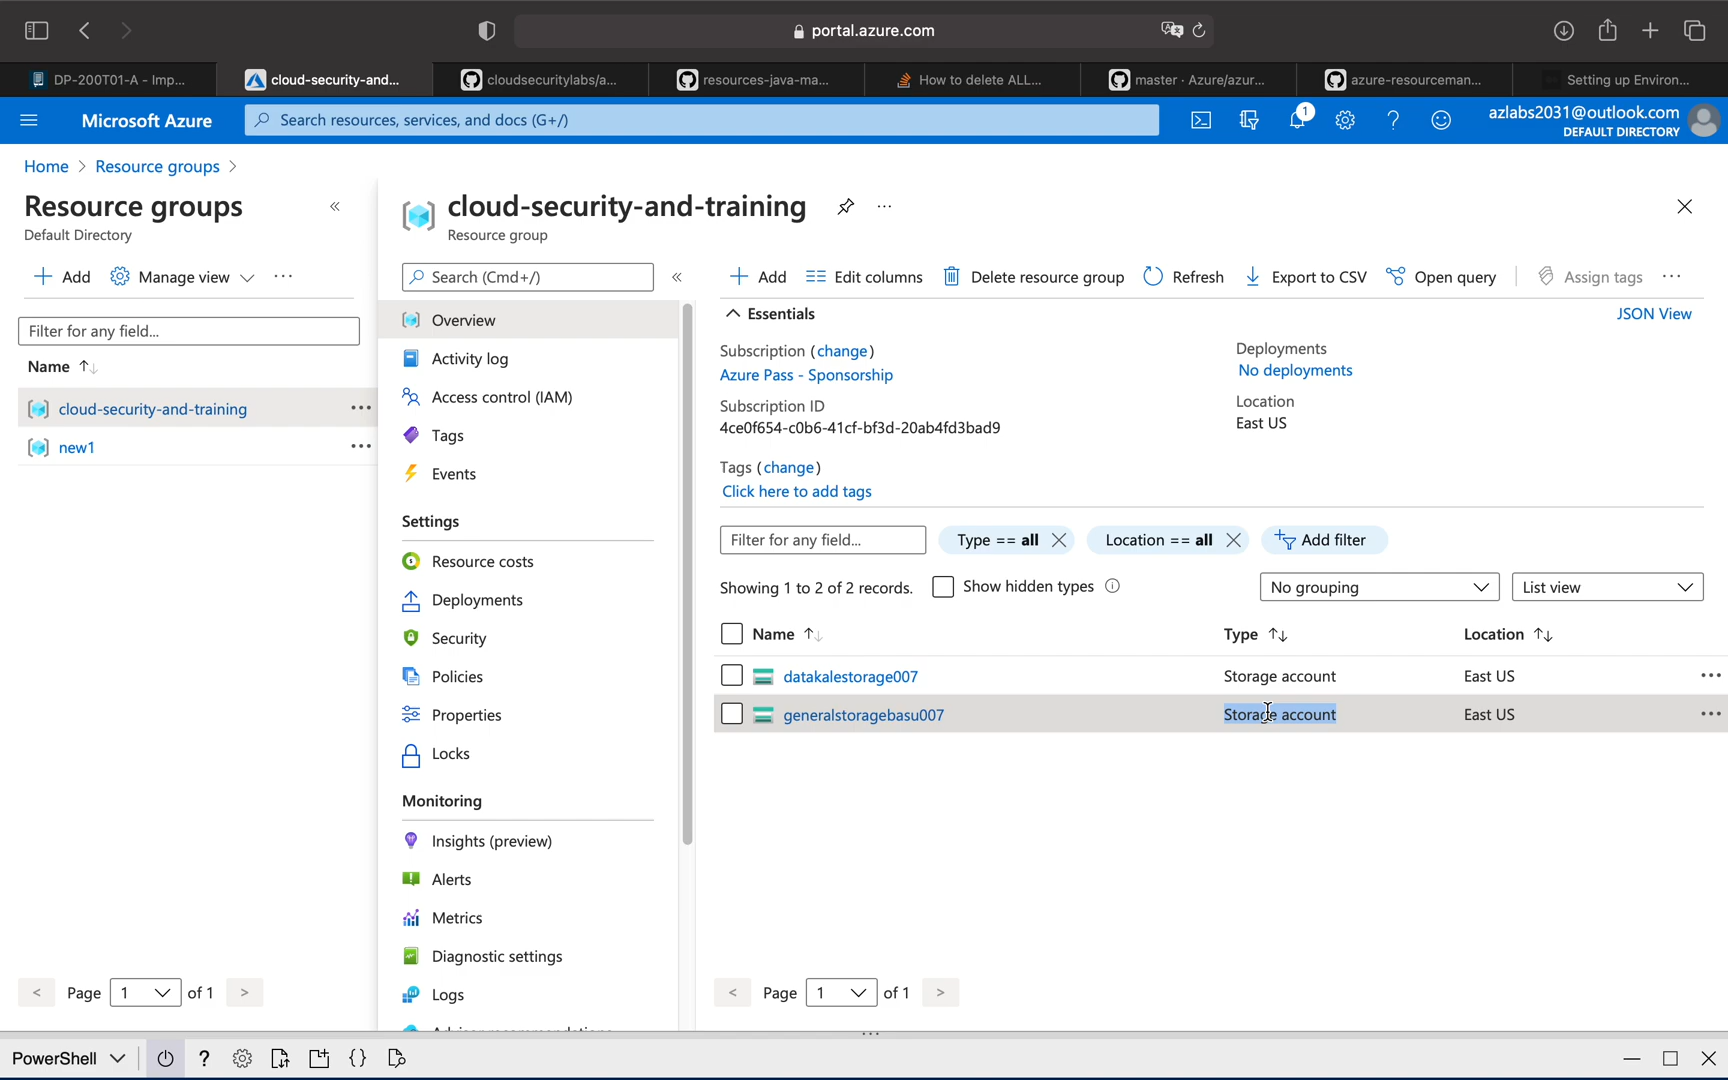 portal.azure.com
DP-200T01-A - Imp...
cloud-security-and...
cloudsecuritylabs/a...
resources-java-ma...
How to delete ALL...
master · Azure/azur...
azure-resourceman...
Setting up Environ...
Microsoft Azure
Search resources, services, and docs (G+/)
1
azlabs2031@outlook.com
DEFAULT DIRECTORY
Home > Resource groups >
Resource groups
Default Directory
Add
Manage view
Filter for any field...
Name
cloud-security-and-training
new1
< Page 1 of 1 >
cloud-security-and-training
Resource group
Search (Cmd+/)
Overview
Activity log
Access control (IAM)
Tags
Events
Settings
Resource costs
Deployments
Security
Policies
Properties
Locks
Monitoring
Insights (preview)
Alerts
Metrics
Diagnostic settings
Logs
Add
Edit columns
Delete resource group
Refresh
Export to CSV
Open query
Assign tags
Essentials
JSON View
Subscription (change)
Azure Pass - Sponsorship
Subscription ID
4ce0f654-c0b6-41cf-bf3d-20ab4fd3bad9
Deployments
No deployments
Location
East US
Tags (change)
Click here to add tags
Filter for any field...
Type == all
Location == all
Add filter
Showing 1 to 2 of 2 records.
Show hidden types
No grouping
List view
Name Type Location
datakalestorage007 Storage account East US
generalstoragebasu007 Storage account East US
< Page 1 of 1 >
PowerShell
?
{}